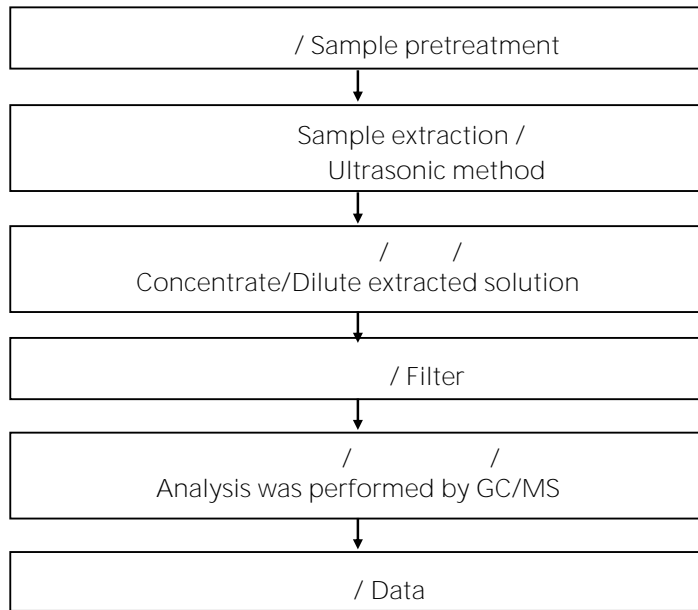 / Sample pretreatment
Sample extraction /
Ultrasonic method
/ / /
Concentrate/Dilute extracted solution
/ Filter
/ /
Analysis was performed by GC/MS
/ Data